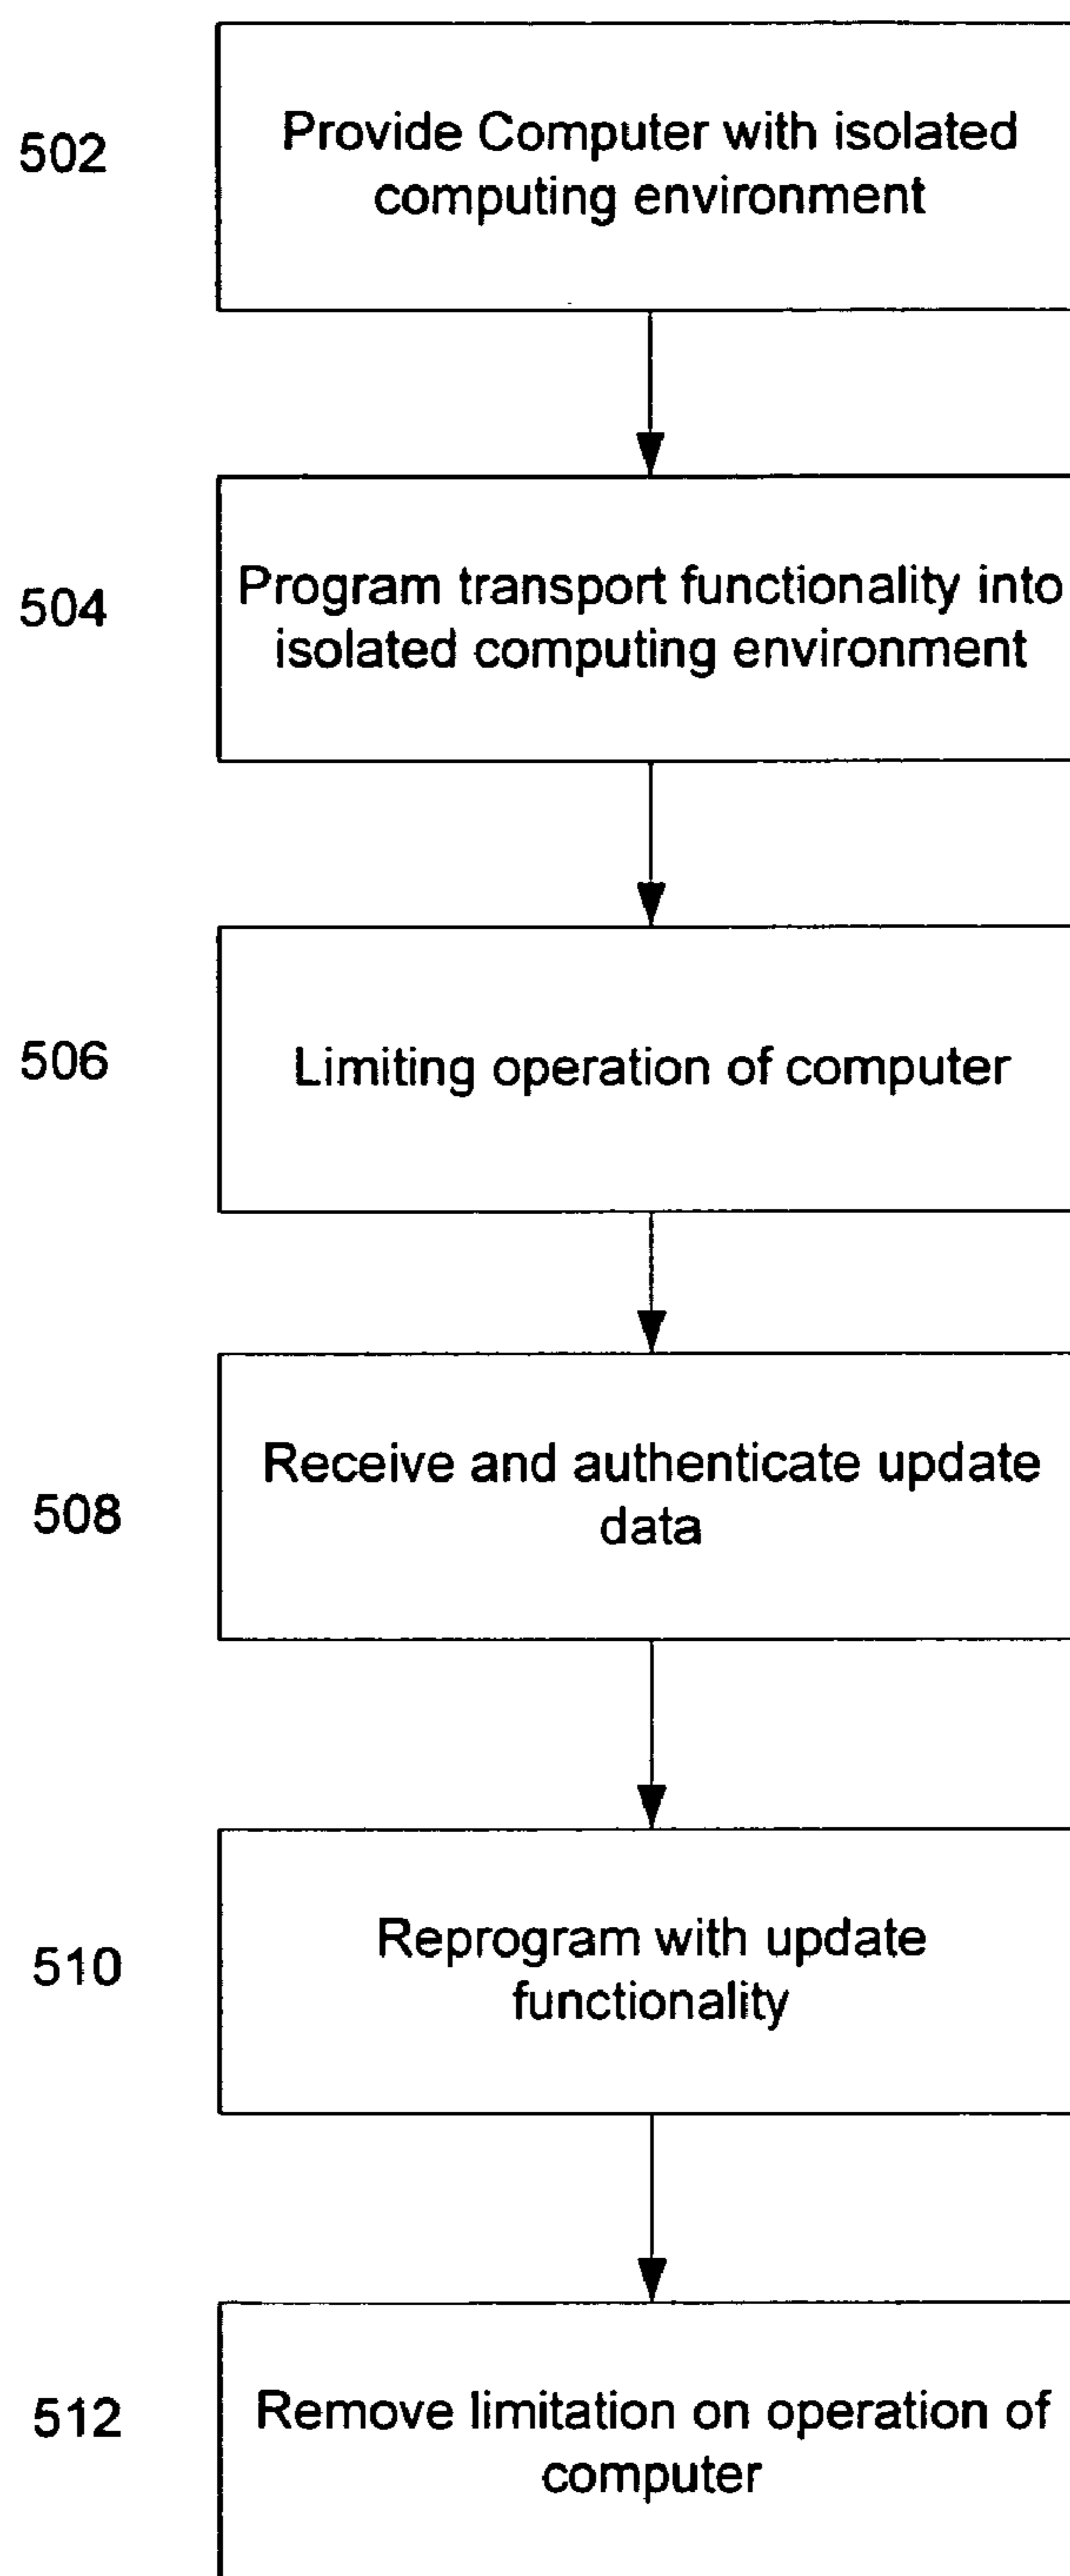 502
Provide Computer with isolated
computing environment
504
Program transport functionality into
isolated computing environment
506
Limiting operation of computer
508
Receive and authenticate update
data
510
Reprogram with update
functionality
512
Remove limitation on operation of
computer